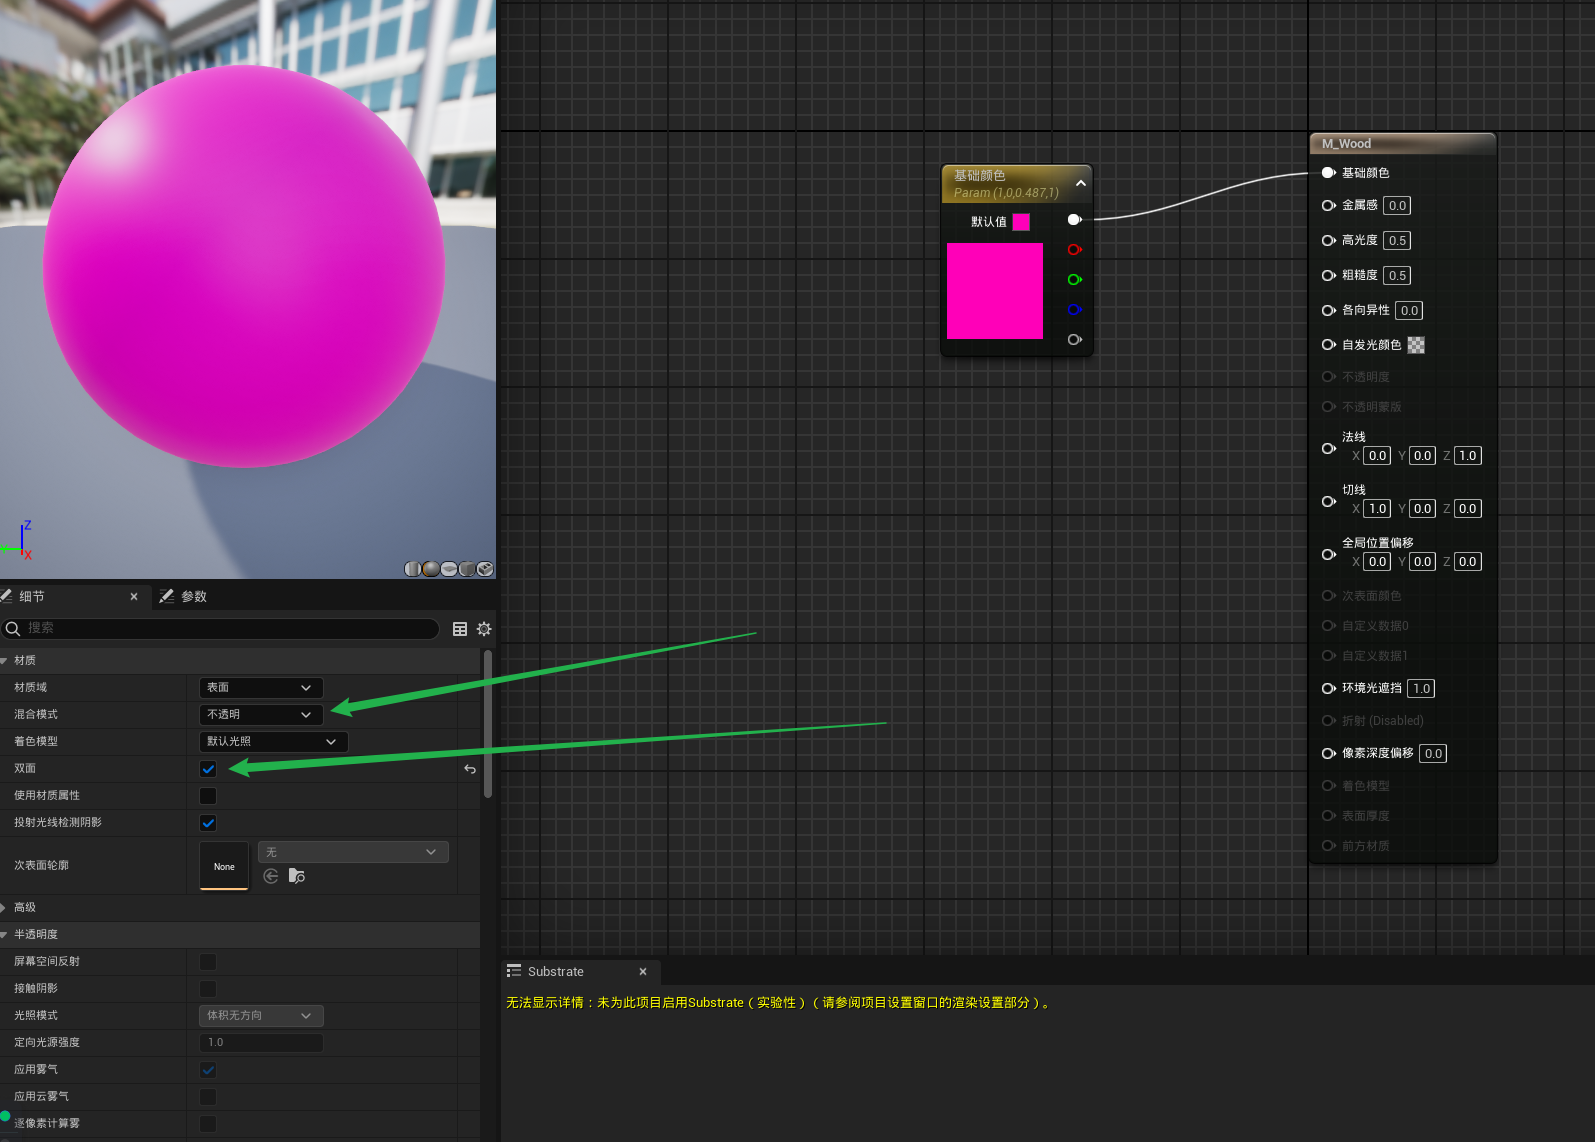 Z
Y
X
细节
参数
搜索
材质
材质域
表面
混合模式
不透明
着色模型
默认光照
双面
使用材质属性
投射光线检测阴影
次表面轮廓
None
无
高级
半透明度
屏幕空间反射
接触阴影
光照模式
体积无方向
定向光源强度
1.0
应用雾气
应用云雾气
逐像素计算雾
基础颜色
Param (1,0,0.487,1)
默认值
M_Wood
基础颜色
金属感 0.0
高光度 0.5
粗糙度 0.5
各向异性 0.0
自发光颜色
不透明度
不透明蒙版
法线
X 0.0 Y 0.0 Z 1.0
切线
X 1.0 Y 0.0 Z 0.0
全局位置偏移
X 0.0 Y 0.0 Z 0.0
次表面颜色
自定义数据0
自定义数据1
环境光遮挡 1.0
折射 (Disabled)
像素深度偏移 0.0
着色模型
表面厚度
前方材质
Substrate
无法显示详情：未为此项目启用Substrate（实验性）（请参阅项目设置窗口的渲染设置部分）。